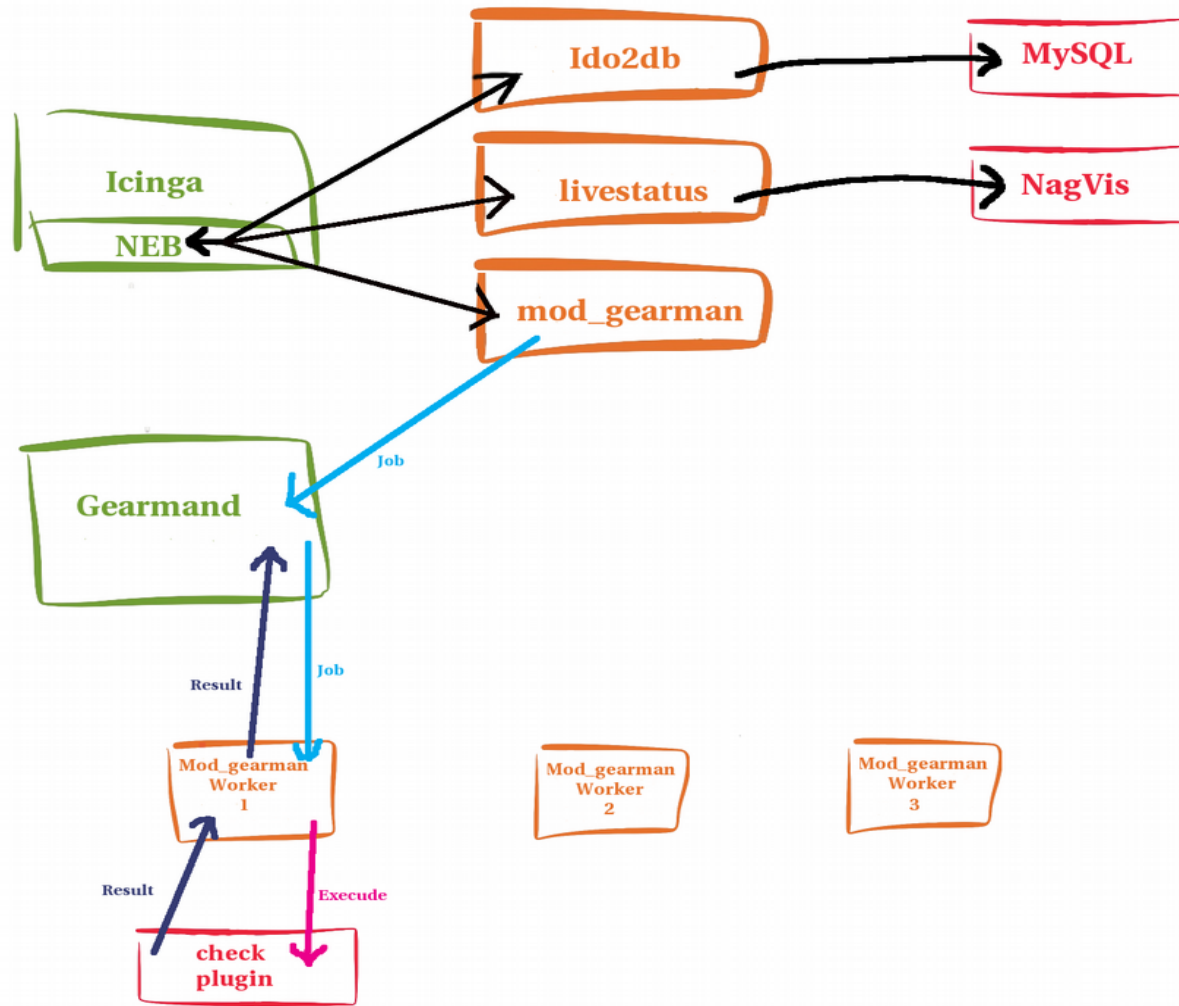 Ido2db
MySQL
Icinga
livestatus
NagVis
NEB
mod_gearman
Job
Gearmand
Job
Result
Mod_gearman
Worker
1
Mod_gearman
Worker
2
Mod_gearman
Worker
3
Result
Execude
check
plugin